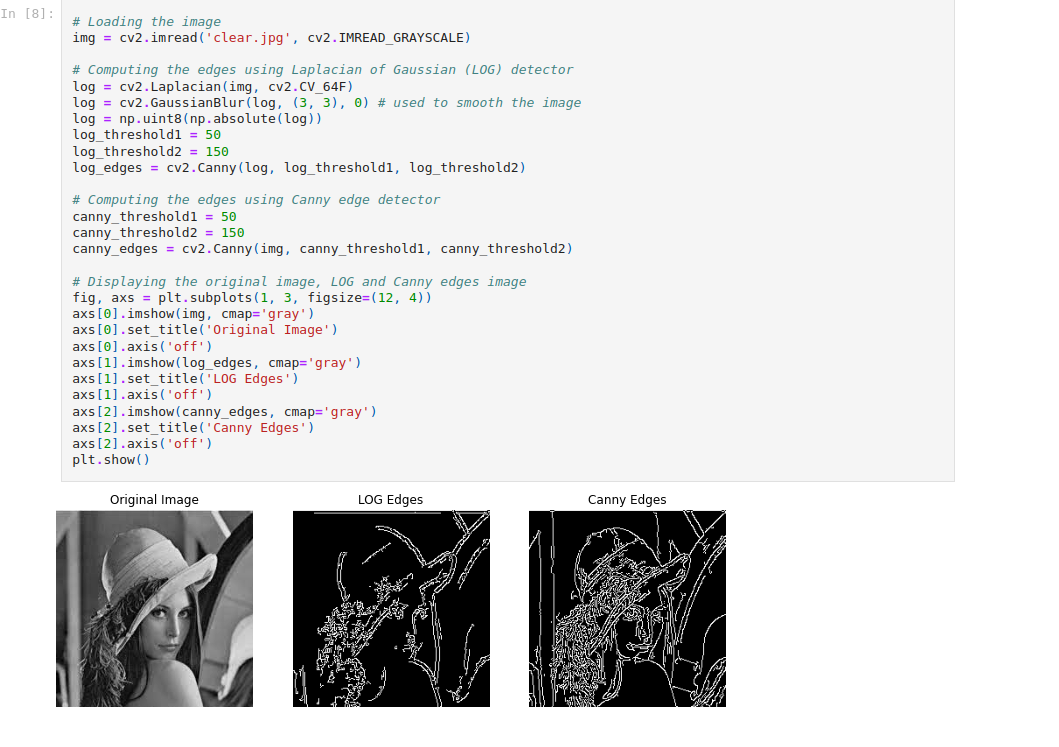 In [8]:
# Loading the image
img = cv2.imread('clear.jpg', cv2.IMREAD_GRAYSCALE)
# Computing the edges using Laplacian of Gaussian (LOG) detector
log = cv2.Laplacian(img, cv2.CV_64F)
log = cv2.GaussianBlur(log, (3, 3), 0) # used to smooth the image
log = np.uint8(np.absolute(log))
log_threshold1 = 50
log_threshold2 = 150
log_edges = cv2.Canny(log, log_threshold1, log_threshold2)
# Computing the edges using Canny edge detector
canny_threshold1 = 50
canny_threshold2 = 150
canny_edges = cv2.Canny(img, canny_threshold1, canny_threshold2)
# Displaying the original image, LOG and Canny edges image
fig, axs = plt.subplots(1, 3, figsize=(12, 4))
axs[0].imshow(img, cmap='gray')
axs[0].set_title('Original Image')
axs[0].axis('off')
axs[1].imshow(log_edges, cmap='gray')
axs[1].set_title('LOG Edges')
axs[1].axis('off')
axs[2].imshow(canny_edges, cmap='gray')
axs[2].set_title('Canny Edges')
axs[2].axis('off')
plt.show()
Original Image
LOG Edges
Canny Edges